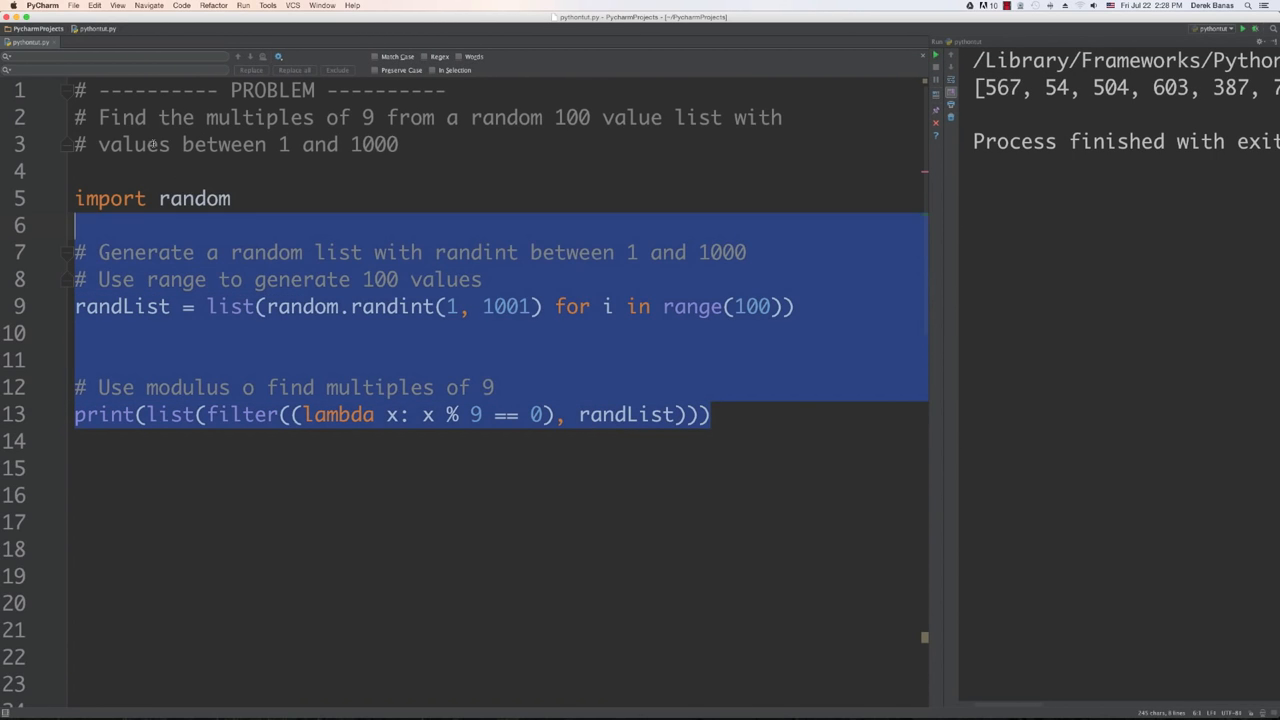 PyCharm File Edit View Navigate Code Refactor Run Tools VCS Window Help
10 Fri Jul 22 2:28 PM Derek Banas
pythontut.py - PycharmProjects - [~/PycharmProjects]
PycharmProjects pythontut.py
pythontut
pythontut.py
Run pythontut
Match Case Regex Words
Replace Replace all Exclude Preserve Case In Selection
1 # ---------- PROBLEM ----------
2 # Find the multiples of 9 from a random 100 value list with
3 # values between 1 and 1000
4
5 import random
6
7 # Generate a random list with randint between 1 and 1000
8 # Use range to generate 100 values
9 randList = list(random.randint(1, 1001) for i in range(100))
10
11
12 # Use modulus o find multiples of 9
13 print(list(filter((lambda x: x % 9 == 0), randList)))
14
15
16
17
18
19
20
21
22
23
/Library/Frameworks/Python
[567, 54, 504, 603, 387, 7
Process finished with exit
245 chars, 8 lines 6:1 LF UTF-8